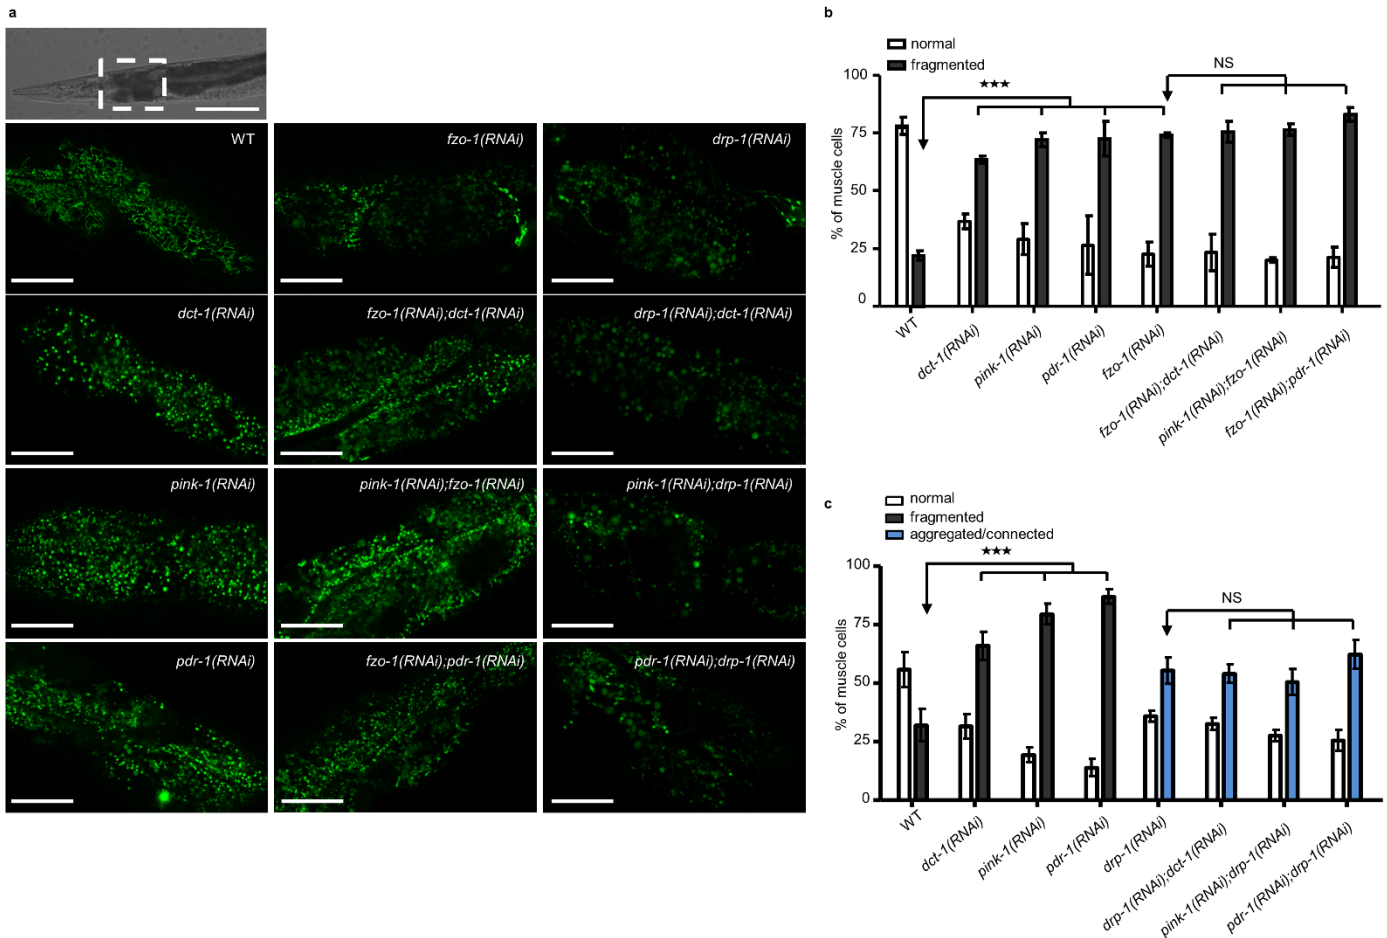 a
WT
fzo-1(RNAi)
drp-1(RNAi)
dct-1(RNAi)
fzo-1(RNAi);dct-1(RNAi)
drp-1(RNAi);dct-1(RNAi)
pink-1(RNAi)
pink-1(RNAi);fzo-1(RNAi)
pink-1(RNAi);drp-1(RNAi)
pdr-1(RNAi)
fzo-1(RNAi);pdr-1(RNAi)
pdr-1(RNAi);drp-1(RNAi)
b
normal
fragmented
★★★
NS
% of muscle cells
100
75
50
25
0
WT
dct-1(RNAi)
pink-1(RNAi)
pdr-1(RNAi)
fzo-1(RNAi)
fzo-1(RNAi);dct-1(RNAi)
pink-1(RNAi);fzo-1(RNAi)
fzo-1(RNAi);pdr-1(RNAi)
c
normal
fragmented
aggregated/connected
★★★
NS
% of muscle cells
100
75
50
25
0
WT
dct-1(RNAi)
pink-1(RNAi)
pdr-1(RNAi)
drp-1(RNAi)
drp-1(RNAi);dct-1(RNAi)
pink-1(RNAi);drp-1(RNAi)
pdr-1(RNAi);drp-1(RNAi)